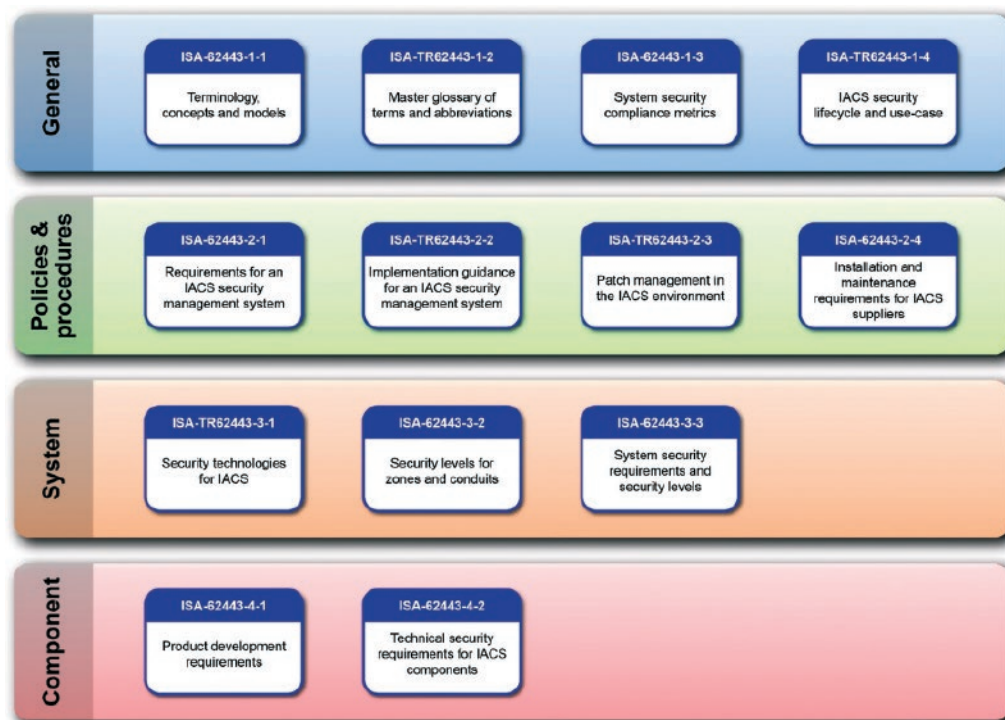 General
ISA-62443-1-1
Terminology,
concepts and models
ISA-TR62443-1-2
Master glossary of
terms and abbreviations
ISA-62443-1-3
System security
compliance metrics
ISA-TR62443-1-4
IACS security
lifecycle and use-case
Policies &
procedures
ISA-62443-2-1
Requirements for an
IACS security
management system
ISA-TR62443-2-2
Implementation guidance
for an IACS security
management system
ISA-TR62443-2-3
Patch management in
the IACS environment
ISA-62443-2-4
Installation and
maintenance
requirements for IACS
suppliers
System
ISA-TR62443-3-1
Security technologies
for IACS
ISA-62443-3-2
Security levels for
zones and conduits
ISA-62443-3-3
System security
requirements and
security levels
Component
ISA-62443-4-1
Product development
requirements
ISA-62443-4-2
Technical security
requirements for IACS
components